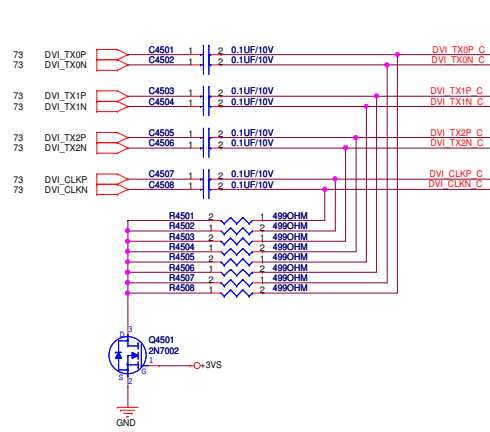 73 DVI_TX0P C4501 1 2 0.1UF/10V DVI_TX0P_C
73 DVI_TX0N C4502 1 2 0.1UF/10V DVI_TX0N_C
73 DVI_TX1P C4503 1 2 0.1UF/10V DVI_TX1P_C
73 DVI_TX1N C4504 1 2 0.1UF/10V DVI_TX1N_C
73 DVI_TX2P C4505 1 2 0.1UF/10V DVI_TX2P_C
73 DVI_TX2N C4506 1 2 0.1UF/10V DVI_TX2N_C
73 DVI_CLKP C4507 1 2 0.1UF/10V DVI_CLKP_C
73 DVI_CLKN C4508 1 2 0.1UF/10V DVI_CLKN_C
R4501 2 1 499OHM
R4502 1 2 499OHM
R4503 2 1 499OHM
R4504 1 2 499OHM
R4505 2 1 499OHM
R4506 1 2 499OHM
R4507 2 1 499OHM
R4508 1 2 499OHM
3
D
Q4501
2N7002
1
G
+3VS
S
2
GND